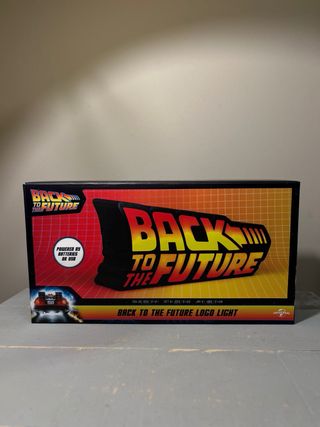 BACK
TO THE
FUTURE
POWERED BY
BATTERIES
OR USB
BACK
TO
THE FUTURE
BACK TO THE FUTURE LOGO LIGHT